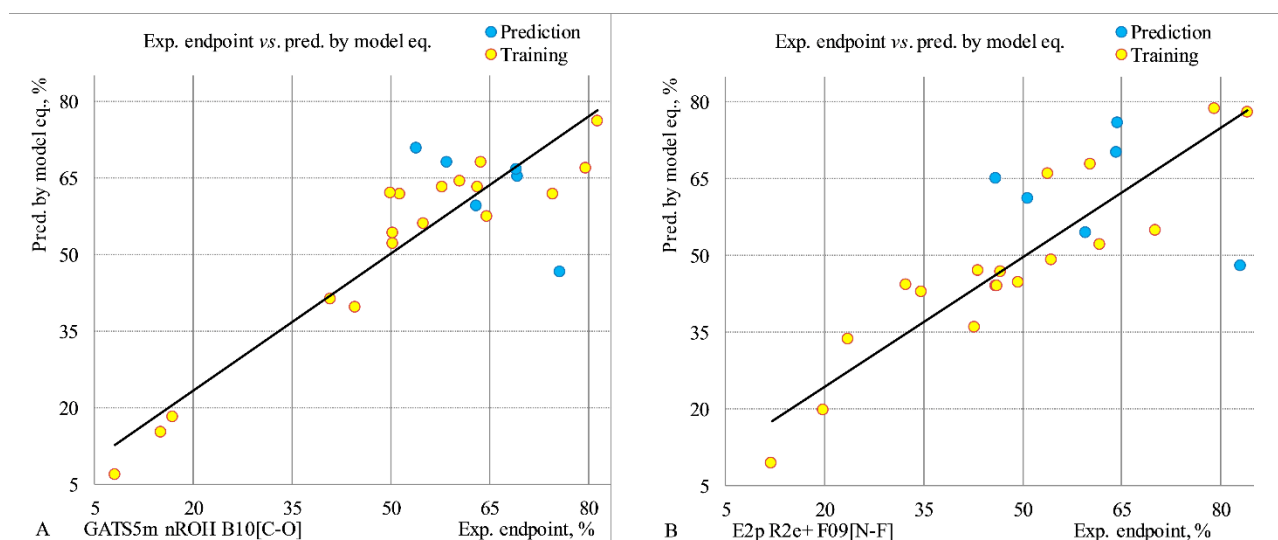 Exp. endpoint vs. pred. by model eq.
Prediction
Training
Pred. by model eq., %
80
65
50
35
20
5
5 20 35 50 65 80
A GATS5m nROH B10[C-O] Exp. endpoint, %
Exp. endpoint vs. pred. by model eq.
Prediction
Training
Pred. by model eq., %
80
65
50
35
20
5
5 20 35 50 65 80
B E2p R2e+ F09[N-F] Exp. endpoint, %